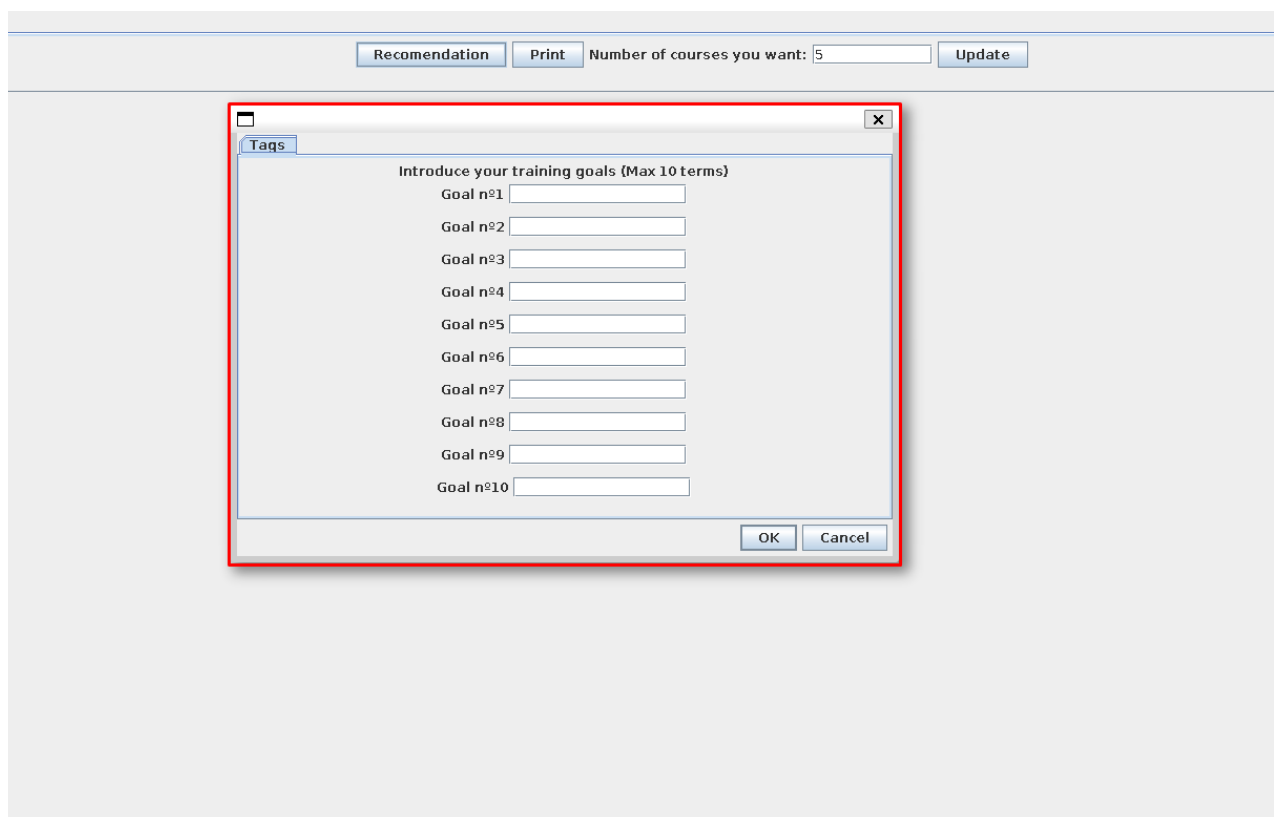 Recomendation Print Number of courses you want: 5 Update
Tags
Introduce your training goals (Max 10 terms)
Goal nº1
Goal nº2
Goal nº3
Goal nº4
Goal nº5
Goal nº6
Goal nº7
Goal nº8
Goal nº9
Goal nº10
OK Cancel